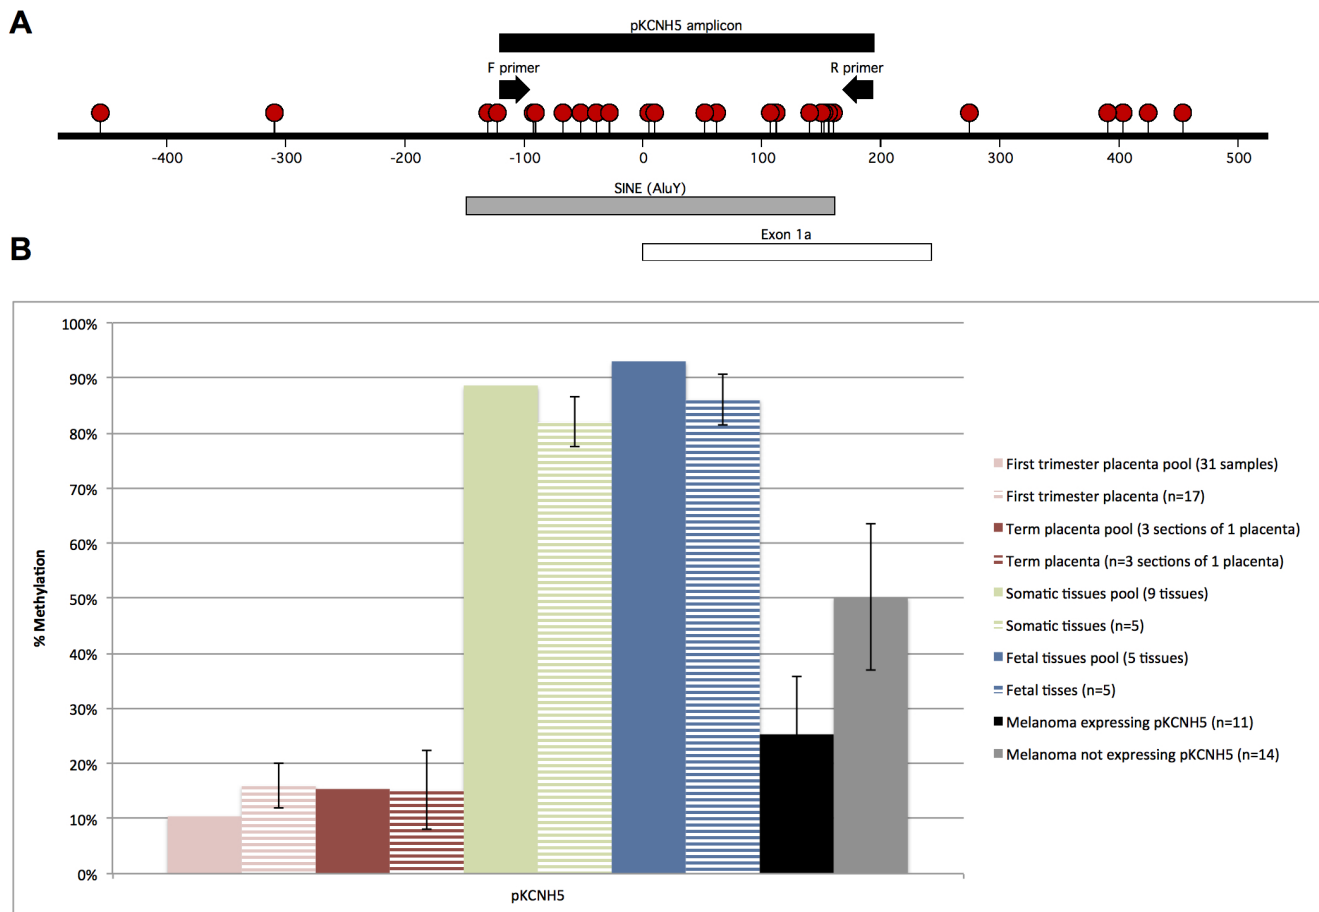 A
pKCNH5 amplicon
F primer
R primer
-400 -300 -200 -100 0 100 200 300 400 500
SINE (AluY)
Exon 1a
B
100%
90%
80%
70%
60%
50%
40%
30%
20%
10%
0%
% Methylation
pKCNH5
First trimester placenta pool (31 samples)
First trimester placenta (n=17)
Term placenta pool (3 sections of 1 placenta)
Term placenta (n=3 sections of 1 placenta)
Somatic tissues pool (9 tissues)
Somatic tissues (n=5)
Fetal tissues pool (5 tissues)
Fetal tisses (n=5)
Melanoma expressing pKCNH5 (n=11)
Melanoma not expressing pKCNH5 (n=14)